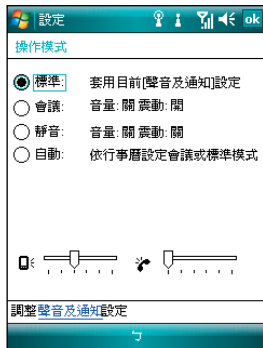 設定 ok
操作模式
標準: 套用目前[聲音及通知]設定
會議: 音量: 關 震動: 開
靜音: 音量: 關 震動: 關
自動: 依行事曆設定會議或標準模式
調整聲音及通知設定